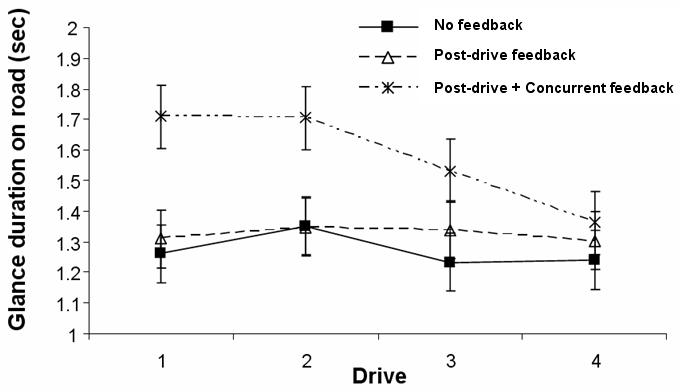 Glance duration on road (sec)
2
1.9
1.8
1.7
1.6
1.5
1.4
1.3
1.2
1.1
1
No feedback
Post-drive feedback
Post-drive + Concurrent feedback
1 2 3 4
Drive